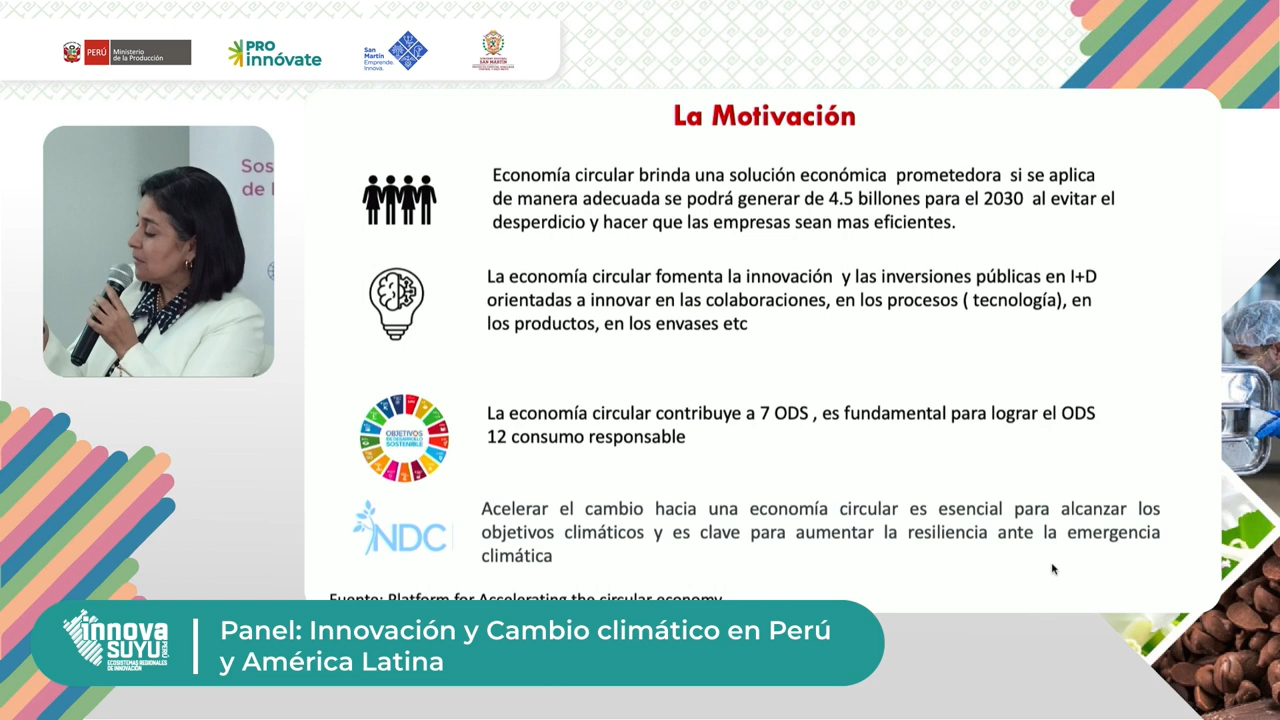 PERÚ
Ministerio
de la Producción
PRO
innóvate
San
Martín
Emprende.
Innova.
SAN MARTÍN
Sos
de l
La Motivación
Economía circular brinda una solución económica prometedora si se aplica
de manera adecuada se podrá generar de 4.5 billones para el 2030 al evitar el
desperdicio y hacer que las empresas sean mas eficientes.
La economía circular fomenta la innovación y las inversiones públicas en I+D
orientadas a innovar en las colaboraciones, en los procesos ( tecnología), en
los productos, en los envases etc
OBJETIVOS
EN DESARROLLO
SOSTENIBLE
La economía circular contribuye a 7 ODS , es fundamental para lograr el ODS
12 consumo responsable
NDC
Acelerar el cambio hacia una economía circular es esencial para alcanzar los
objetivos climáticos y es clave para aumentar la resiliencia ante la emergencia
climática
Fuente: Platform for Accelerating the circular economy
innova
SUYU
PERÚ
ECOSISTEMAS REGIONALES
DE INNOVACIÓN
Panel: Innovación y Cambio climático en Perú
y América Latina